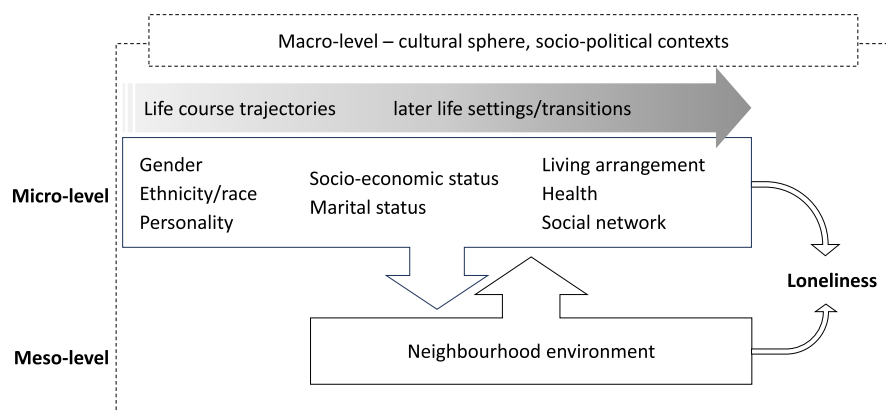 Macro-level – cultural sphere, socio-political contexts
Life course trajectories later life settings/transitions
Micro-level
Gender
Ethnicity/race
Personality
Socio-economic status
Marital status
Living arrangement
Health
Social network
Loneliness
Meso-level
Neighbourhood environment